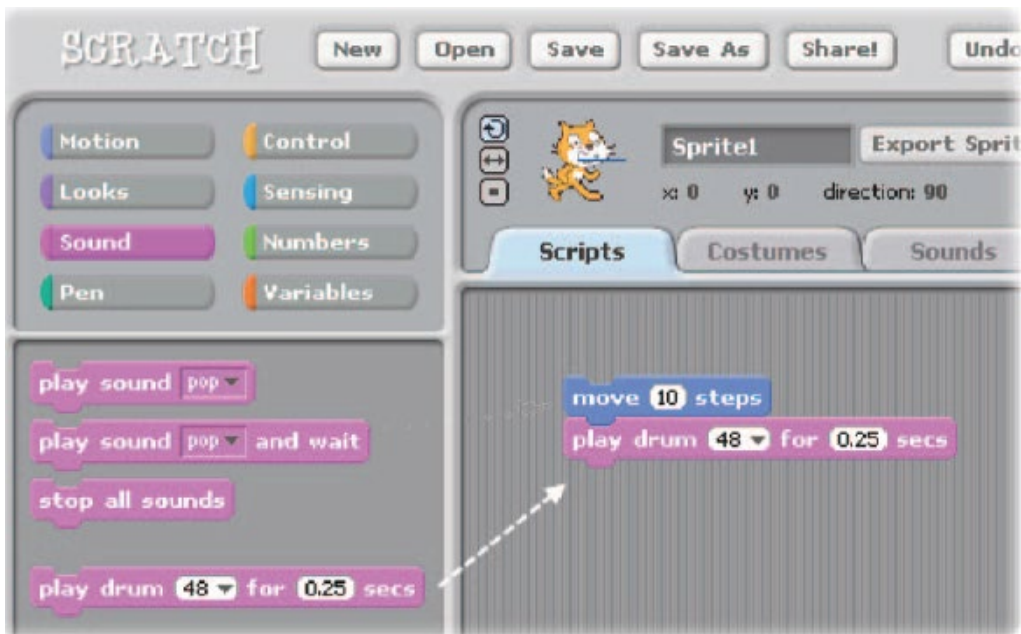 SCRATCH
New
Open
Save
Save As
Share!
Undo
Motion
Control
Looks
Sensing
Sound
Numbers
Pen
Variables
Sprite1
Export Sprit
x: 0 y: 0 direction: 90
Scripts
Costumes
Sounds
play sound pop
play sound pop and wait
stop all sounds
play drum 48 for 0.25 secs
move 10 steps
play drum 48 for 0.25 secs